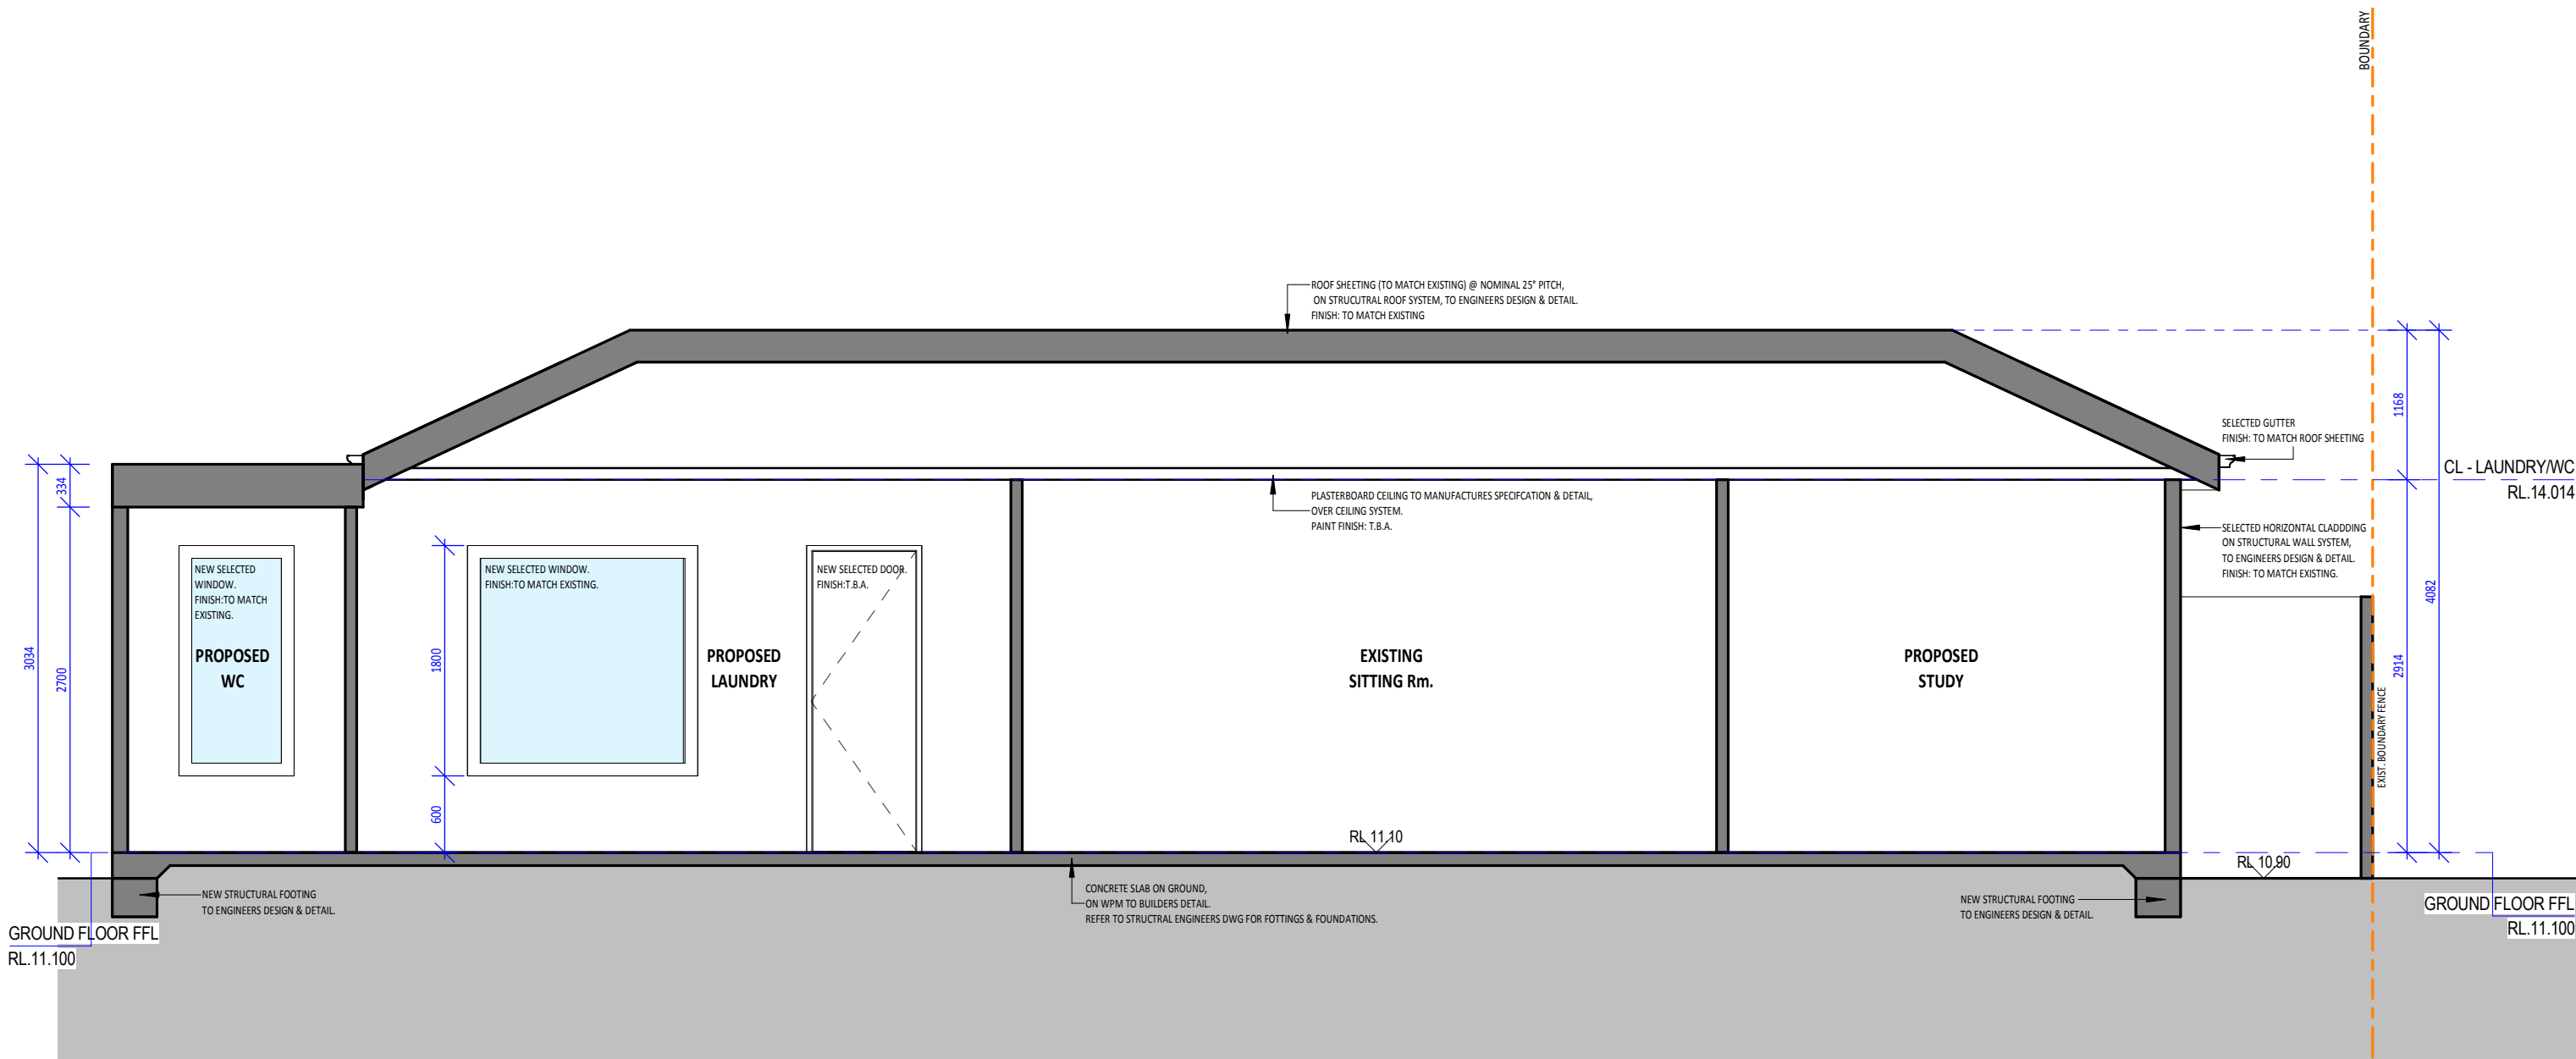 BOUNDARY
ROOF SHEETING (TO MATCH EXISTING) @ NOMINAL 25° PITCH,
ON STRUCUTRAL ROOF SYSTEM, TO ENGINEERS DESIGN & DETAIL.
FINISH: TO MATCH EXISTING
1168
SELECTED GUTTER
FINISH: TO MATCH ROOF SHEETING
CL - LAUNDRY/WC
RL.14.014
334
PLASTERBOARD CEILING TO MANUFACTURES SPECIFCATION & DETAIL,
OVER CEILING SYSTEM.
PAINT FINISH: T.B.A.
SELECTED HORIZONTAL CLADDDING
ON STRUCTURAL WALL SYSTEM,
TO ENGINEERS DESIGN & DETAIL.
FINISH: TO MATCH EXISTING.
NEW SELECTED
WINDOW.
FINISH:TO MATCH
EXISTING.
NEW SELECTED WINDOW.
FINISH:TO MATCH EXISTING.
NEW SELECTED DOOR.
FINISH:T.B.A.
4082
3034
2700
PROPOSED
WC
1800
PROPOSED
LAUNDRY
EXISTING
SITTING Rm.
PROPOSED
STUDY
2914
EXIST. BOUNDARY FENCE
600
RL 11.10
RL 10.90
NEW STRUCTURAL FOOTING
TO ENGINEERS DESIGN & DETAIL.
CONCRETE SLAB ON GROUND,
ON WPM TO BUILDERS DETAIL.
REFER TO STRUCTRAL ENGINEERS DWG FOR FOTTINGS & FOUNDATIONS.
NEW STRUCTURAL FOOTING
TO ENGINEERS DESIGN & DETAIL.
GROUND FLOOR FFL
RL.11.100
GROUND FLOOR FFL
RL.11.100